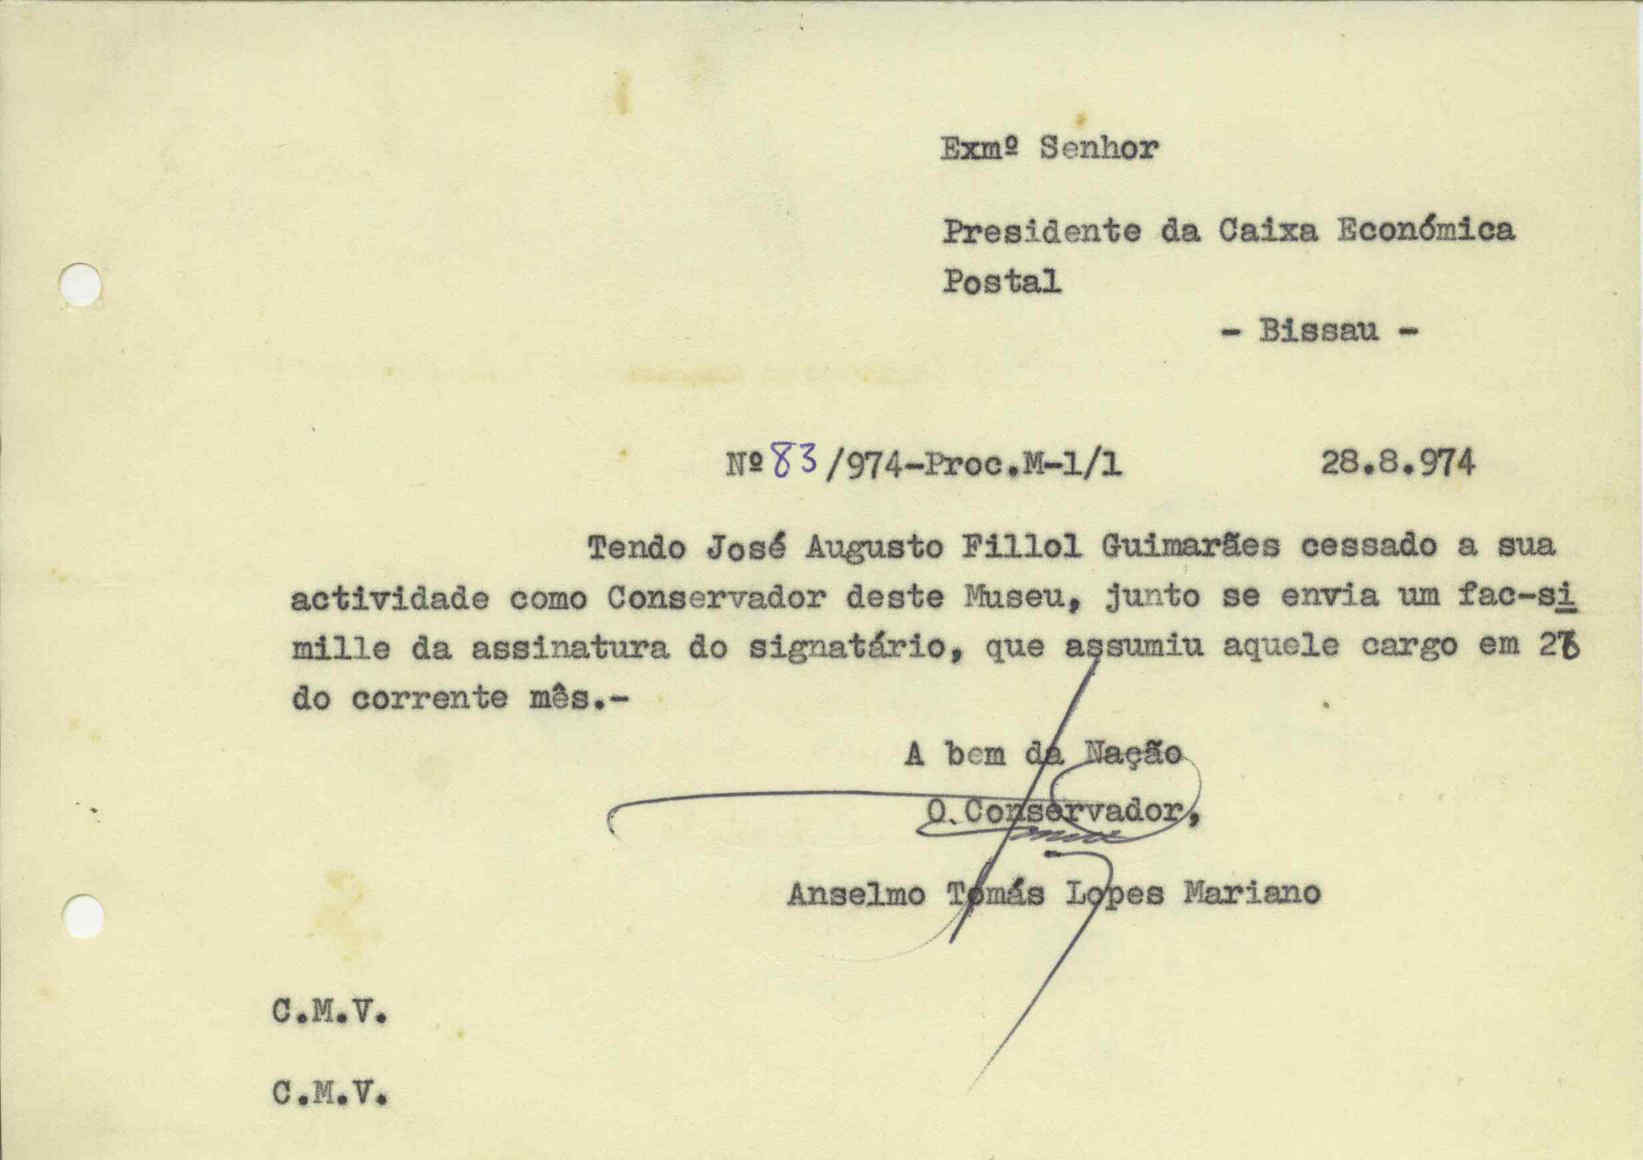 Exmº Senhor
Presidente da Caixa Económica
Postal
- Bissau -
Nº 83/974-Proc.M-1/1 28.8.974
Tendo José Augusto Fillol Guimarães cessado a sua
actividade como Conservador deste Museu, junto se envia um fac-si
mille da assinatura do signatário, que assumiu aquele cargo em
do corrente mês.-
A bem da Nação
O Conservador,
Anselmo Tomás Lopes Mariano
C.M.V.
C.M.V.